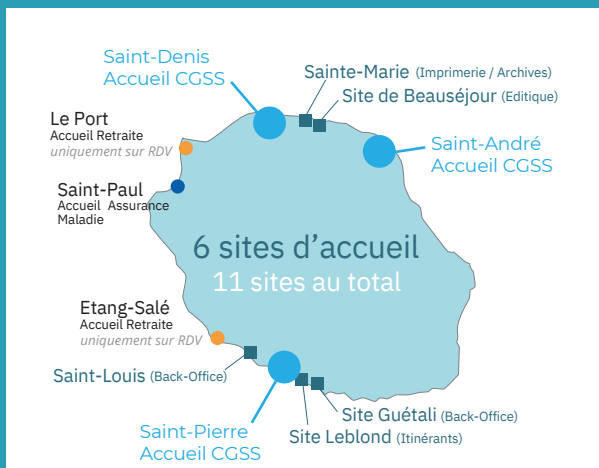 Saint-Denis
Accueil CGSS
Sainte-Marie (Imprimerie / Archives)
Site de Beauséjour (Editique)
Le Port
Accueil Retraite
uniquement sur RDV
Saint-André
Accueil CGSS
Saint-Paul
Accueil Assurance
Maladie
6 sites d'accueil
11 sites au total
Etang-Salé
Accueil Retraite
uniquement sur RDV
Saint-Louis (Back-Office)
Site Guétali (Back-Office)
Site Leblond (Itinérants)
Saint-Pierre
Accueil CGSS